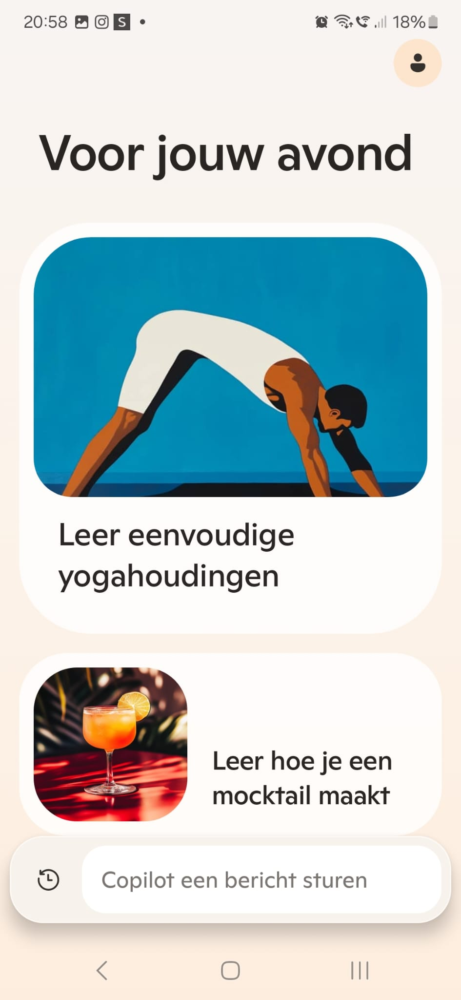 20:58 S 18%
Voor jouw avond
Leer eenvoudige
yogahoudingen
Leer hoe je een
mocktail maakt
Copilot een bericht sturen